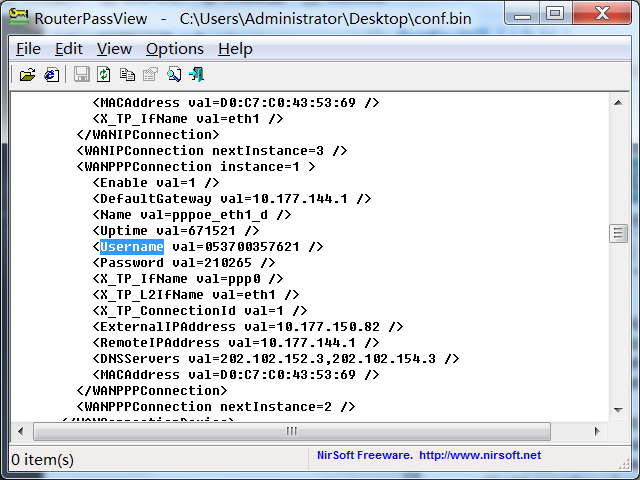 RouterPassView - C:\Users\Administrator\Desktop\conf.bin
File Edit View Options Help
<MACAddress val=D0:C7:C0:43:53:69 />
<X_TP_IfName val=eth1 />
</WANIPConnection>
<WANIPConnection nextInstance=3 />
<WANPPPConnection instance=1 >
<Enable val=1 />
<DefaultGateway val=10.177.144.1 />
<Name val=pppoe_eth1_d />
<Uptime val=671521 />
<Username val=053700357621 />
<Password val=210265 />
<X_TP_IfName val=ppp0 />
<X_TP_L2IfName val=eth1 />
<X_TP_ConnectionId val=1 />
<ExternalIPAddress val=10.177.150.82 />
<RemoteIPAddress val=10.177.144.1 />
<DNSServers val=202.102.152.3,202.102.154.3 />
<MACAddress val=D0:C7:C0:43:53:69 />
</WANPPPConnection>
<WANPPPConnection nextInstance=2 />
</WANConnectionDevice>
0 item(s)
NirSoft Freeware. http://www.nirsoft.net